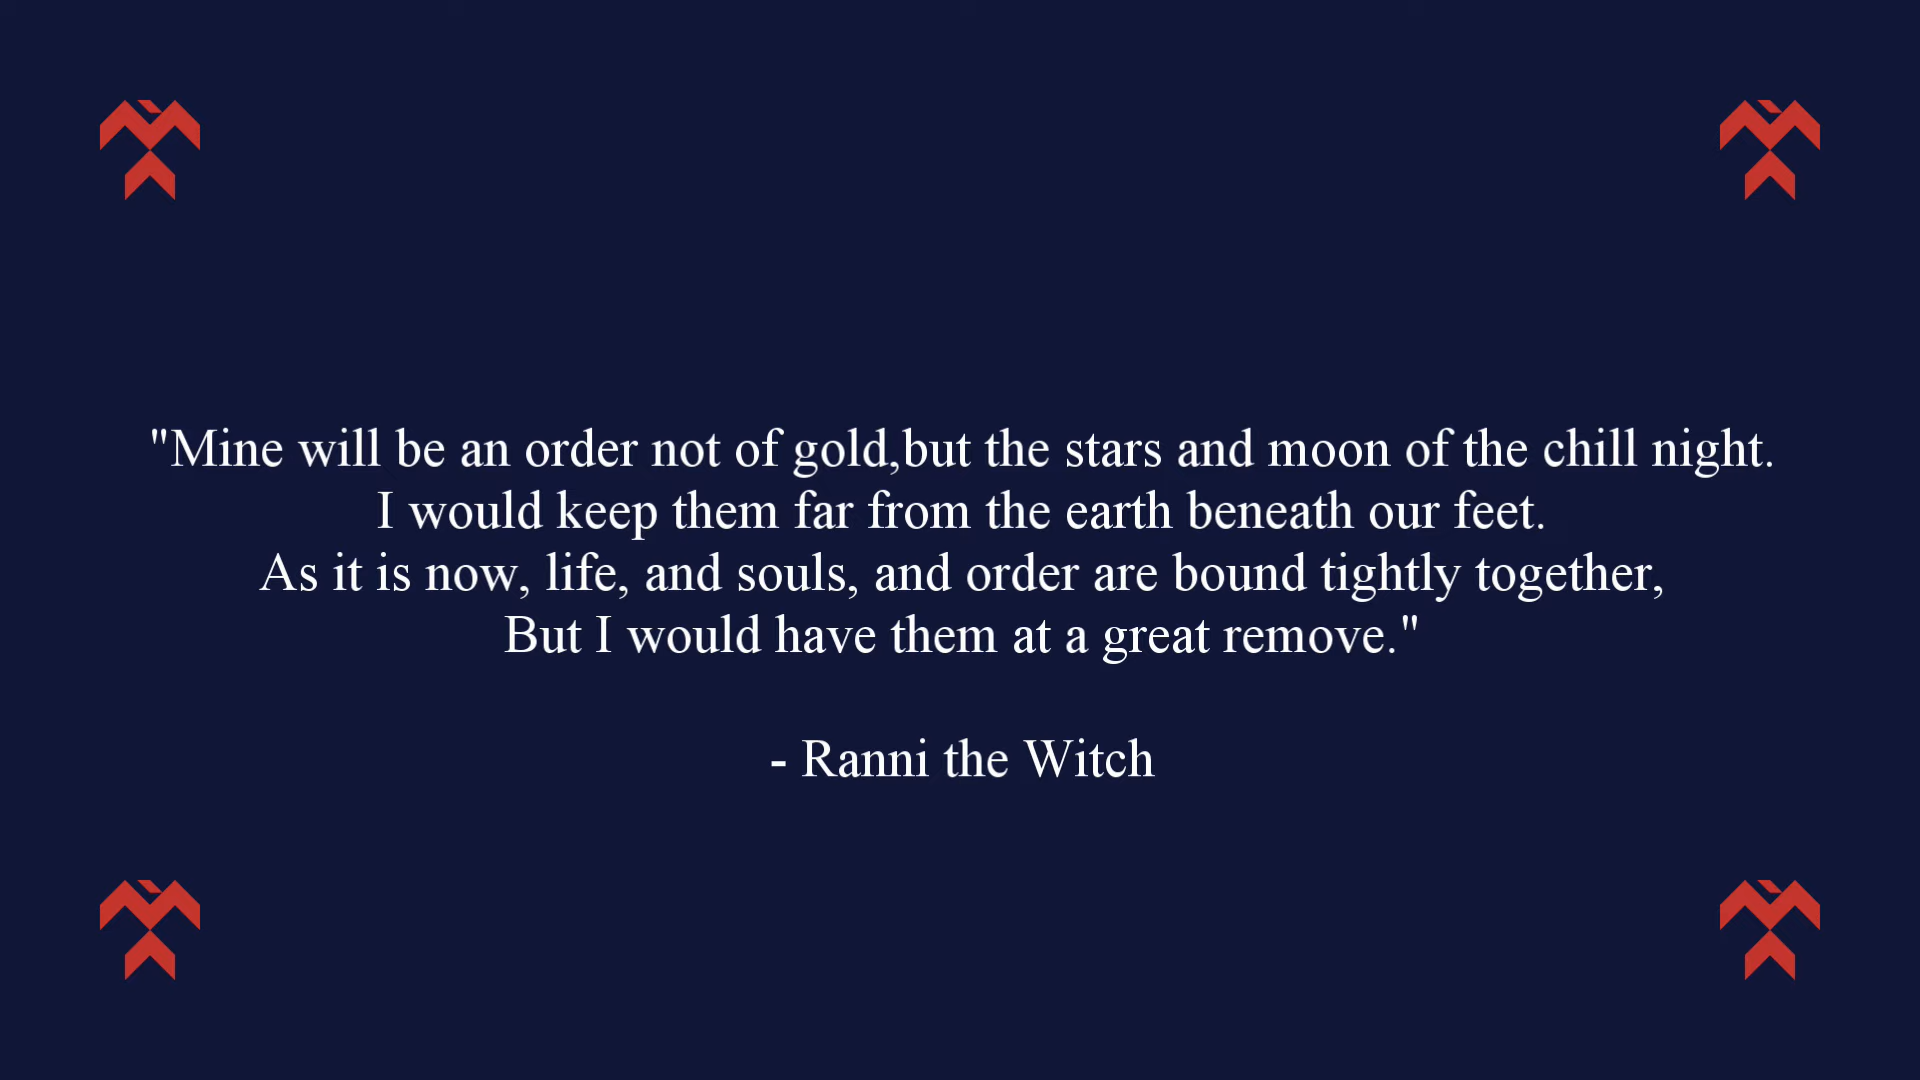 "Mine will be an order not of gold,but the stars and moon of the chill night.
I would keep them far from the earth beneath our feet.
As it is now, life, and souls, and order are bound tightly together,
But I would have them at a great remove."
- Ranni the Witch